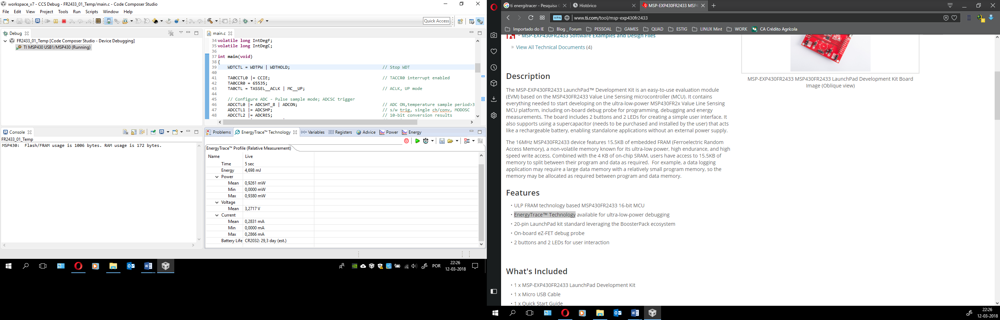 workspace_v7 - CCS Debug - FR2433_01_Temp/main.c - Code Composer Studio
File Edit View Project Tools Run Scripts Window Help
Quick Access
Debug
FR2433_01_Temp [Code Composer Studio - Device Debugging]
TI MSP430 USB1/MSP430 (Running)
main.c
34 volatile long IntDegF;
35 volatile long IntDegC;
36
37 int main(void)
38 {
39 WDTCTL = WDTPW | WDTHOLD; // Stop WDT
40
41 TA0CCTL0 |= CCIE; // TACCR0 interrupt enabled
42 TA0CCR0 = 65535;
43 TA0CTL = TASSEL__ACLK | MC__UP; // ACLK, UP mode
44
45 // Configure ADC - Pulse sample mode; ADCSC trigger
46 ADCCTL0 |= ADCSHT_8 | ADCON; // ADC ON,temperature sample period>3
47 ADCCTL1 |= ADCSHP; // s/w trig, single ch/conv, MODOSC
48 ADCCTL2 |= ADCRES; // 10-bit conversion results
Console
FR2433_01_Temp
MSP430: Flash/FRAM usage is 1006 bytes. RAM usage is 172 bytes.
Problems EnergyTrace™ Technology (x)= Variables Registers Advice Power Energy
EnergyTrace™ Profile (Relative Measurement)
Name Live
Time 5 sec
Energy 4,698 mJ
Power
Mean 0,9261 mW
Min 0,0000 mW
Max 0,9380 mW
Voltage
Mean 3,2717 V
Current
Mean 0,2831 mA
Min 0,0000 mA
Max 0,2866 mA
Battery Life CR2032: 29,3 day (est.)
POR
22:26
12-03-2018
ti energitracer - Pesquisa
Histórico
MSP-EXP430FR2433 MSP4
VPN
www.ti.com/tool/msp-exp430fr2433
Importado do IE Blog _ Forum PESSOAL GAMES QUAD ESTIG LINUX Mint WORK CA Crédito Agrícola
MSP-EXP430FR2433 Software Examples and Design Files
» View All Technical Documents (4)
MSP-EXP430FR2433 MSP430FR2433 LaunchPad Development Kit Board
Image (Oblique view)
Description
The MSP-EXP430FR2433 LaunchPad™ Development Kit is an easy-to-use evaluation module
(EVM) based on the MSP430FR2433 Value Line Sensing microcontroller (MCU). It contains
everything needed to start developing on the ultra-low-power MSP430FR2x Value Line Sensing
MCU platform, including on-board debug probe for programming, debugging and energy
measurements. The board includes 2 buttons and 2 LEDs for creating a simple user interface. It
also supports using a supercapacitor (needs to be purchased and installed by the user) that acts
like a rechargeable battery, enabling standalone applications without an external power supply.
The 16MHz MSP430FR2433 device features 15.5KB of embedded FRAM (Ferroelectric Random
Access Memory), a non-volatile memory known for its ultra-low power, high endurance, and high
speed write access. Combined with the 4 KB of on-chip SRAM, users have access to 15.5KB of
memory to split between their program and data as required. For example, a data logging
application may require a large data memory with a relatively small program memory, so the
memory may be allocated as required between program and data memory.
Features
· ULP FRAM technology based MSP430FR2433 16-bit MCU
· EnergyTrace™ Technology available for ultra-low-power debugging
· 20-pin LaunchPad kit standard leveraging the BoosterPack ecosystem
· On-board eZ-FET debug probe
· 2 buttons and 2 LEDs for user interaction
What's Included
· 1 x MSP-EXP430FR2433 LaunchPad Development Kit
· 1 x Micro USB Cable
· 1 x Quick Start Guide
22:26
12-03-2018